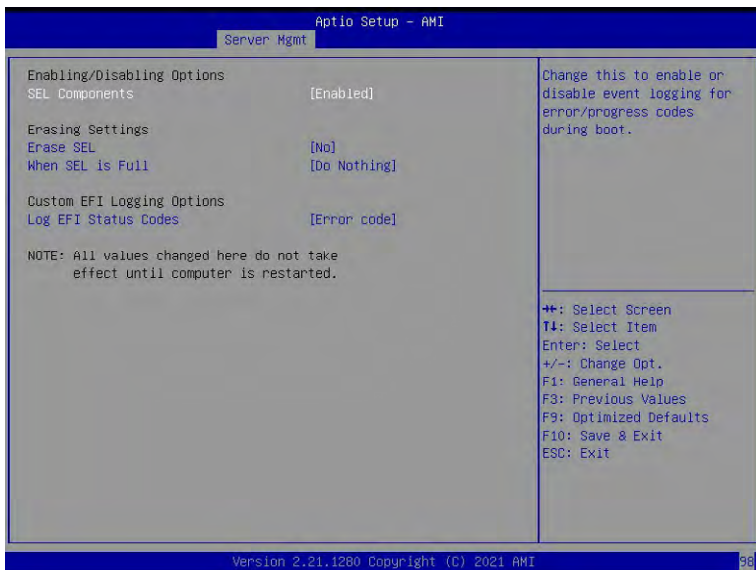 Aptio Setup - AMI
Server Mgmt
Enabling/Disabling Options
SEL Components [Enabled]
Erasing Settings
Erase SEL [No]
When SEL is Full [Do Nothing]
Custom EFI Logging Options
Log EFI Status Codes [Error code]
NOTE: All values changed here do not take
effect until computer is restarted.
Change this to enable or
disable event logging for
error/progress codes
during boot.
→←: Select Screen
↑↓: Select Item
Enter: Select
+/-: Change Opt.
F1: General Help
F3: Previous Values
F9: Optimized Defaults
F10: Save & Exit
ESC: Exit
Version 2.21.1280 Copyright (C) 2021 AMI
98